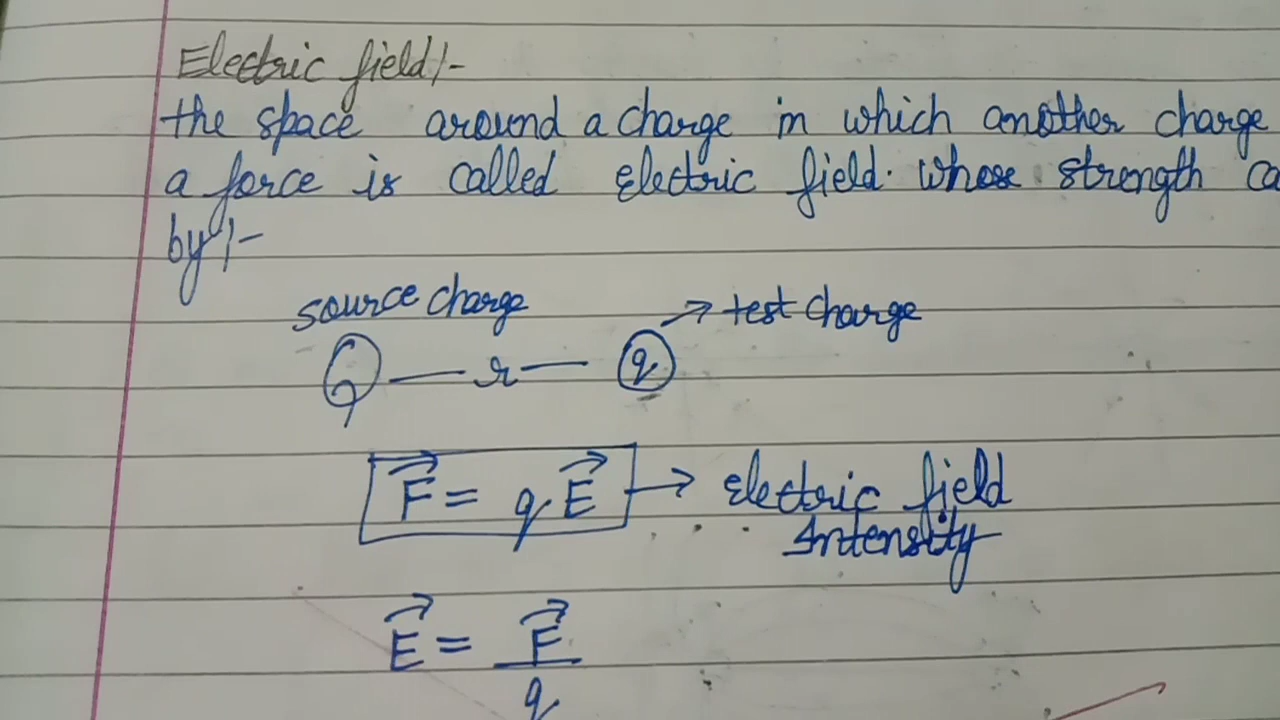 Electric field:-
the space around a charge in which another charge
a force is called electric field. whose strength ca
by:-
source charge
→ test charge
Q — r — q
F⃗ = qE⃗ → electric field
Intensity
E⃗ = F⃗
q